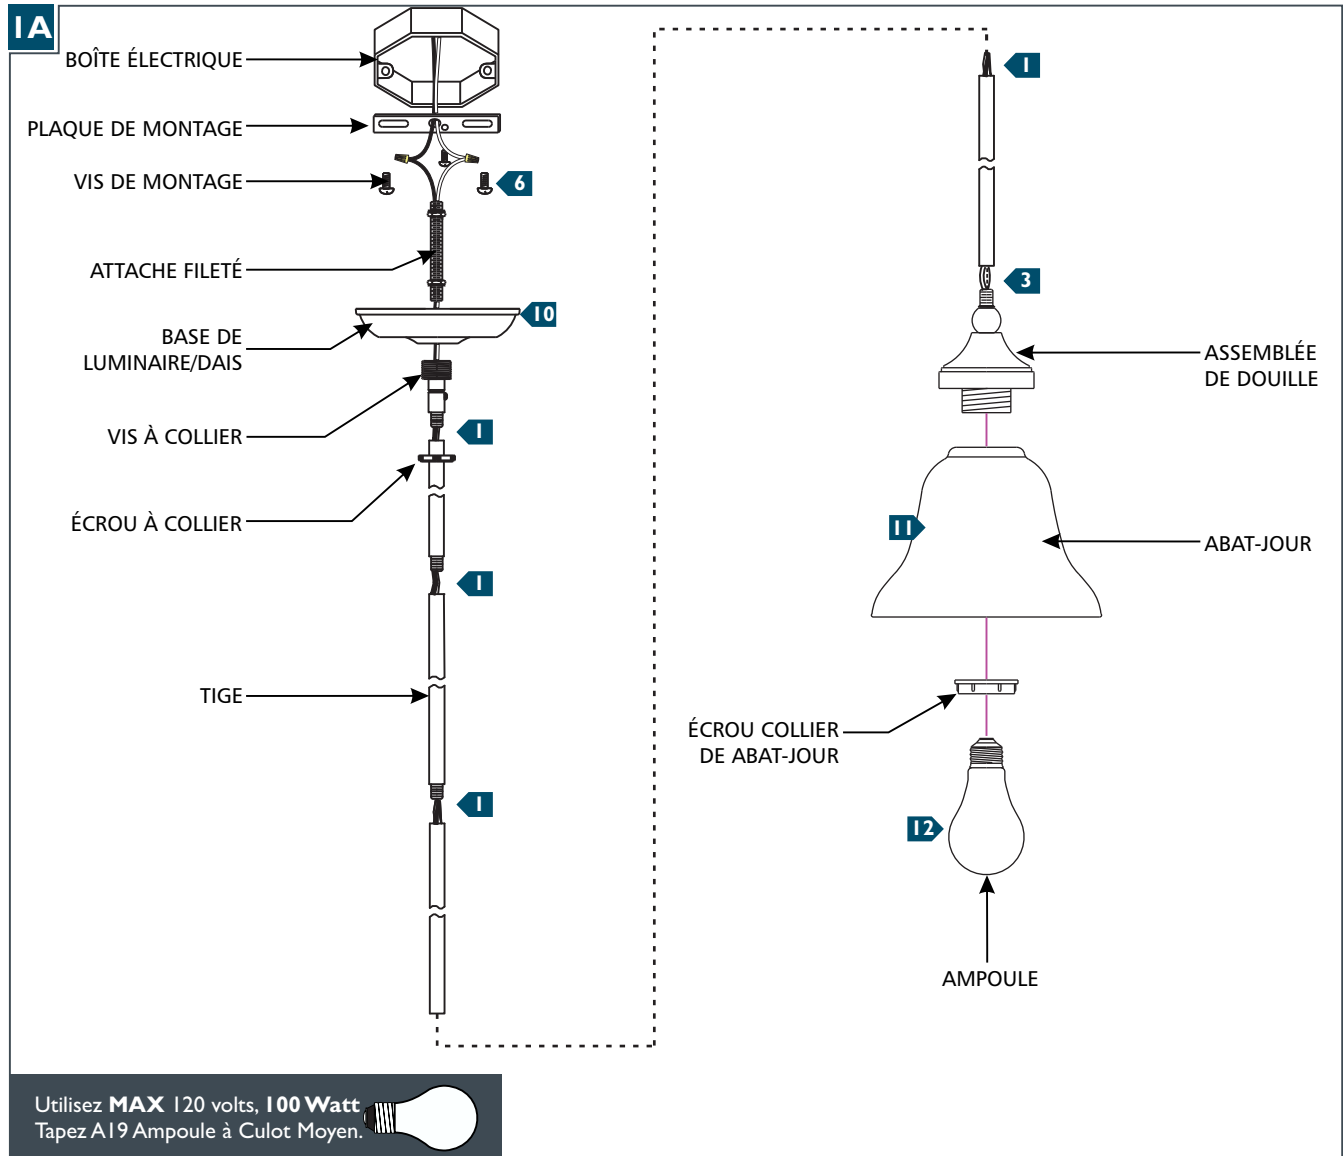 1A
BOÎTE ÉLECTRIQUE
PLAQUE DE MONTAGE
VIS DE MONTAGE
6
ATTACHE FILETÉ
10
BASE DE
LUMINAIRE/DAIS
VIS À COLLIER
1
ÉCROU À COLLIER
1
TIGE
1
1
3
ASSEMBLÉE
DE DOUILLE
11
ABAT-JOUR
ÉCROU COLLIER
DE ABAT-JOUR
12
AMPOULE
Utilisez MAX 120 volts, 100 Watt
Tapez A19 Ampoule à Culot Moyen.